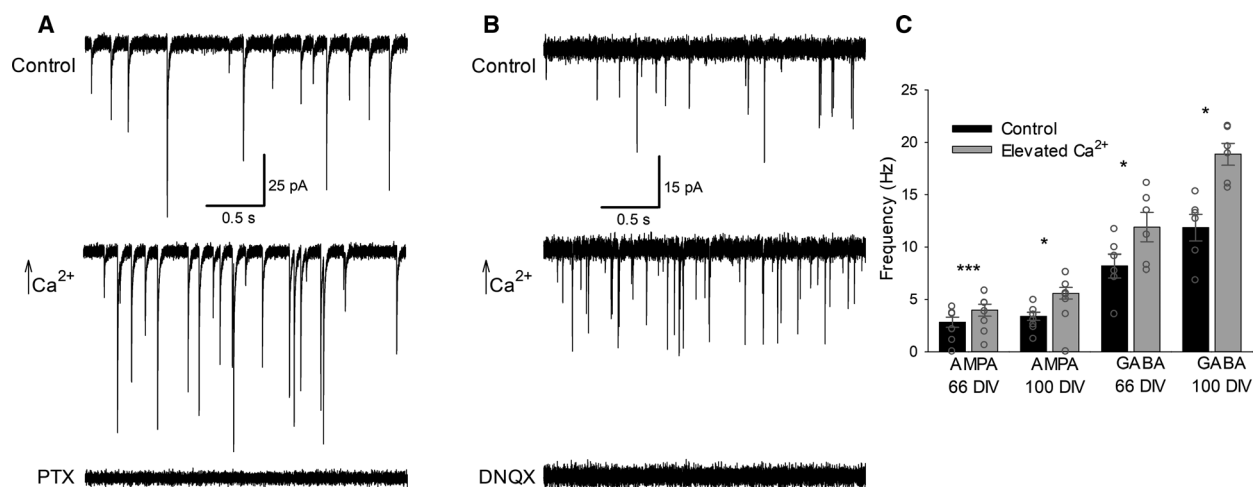 A
Control
25 pA
0.5 s
↑Ca²⁺
PTX
B
Control
15 pA
0.5 s
↑Ca²⁺
DNQX
C
Frequency (Hz)
25
20
15
10
5
0
Control
Elevated Ca²⁺
***
*
*
*
AMPA AMPA GABA GABA
66 DIV 100 DIV 66 DIV 100 DIV